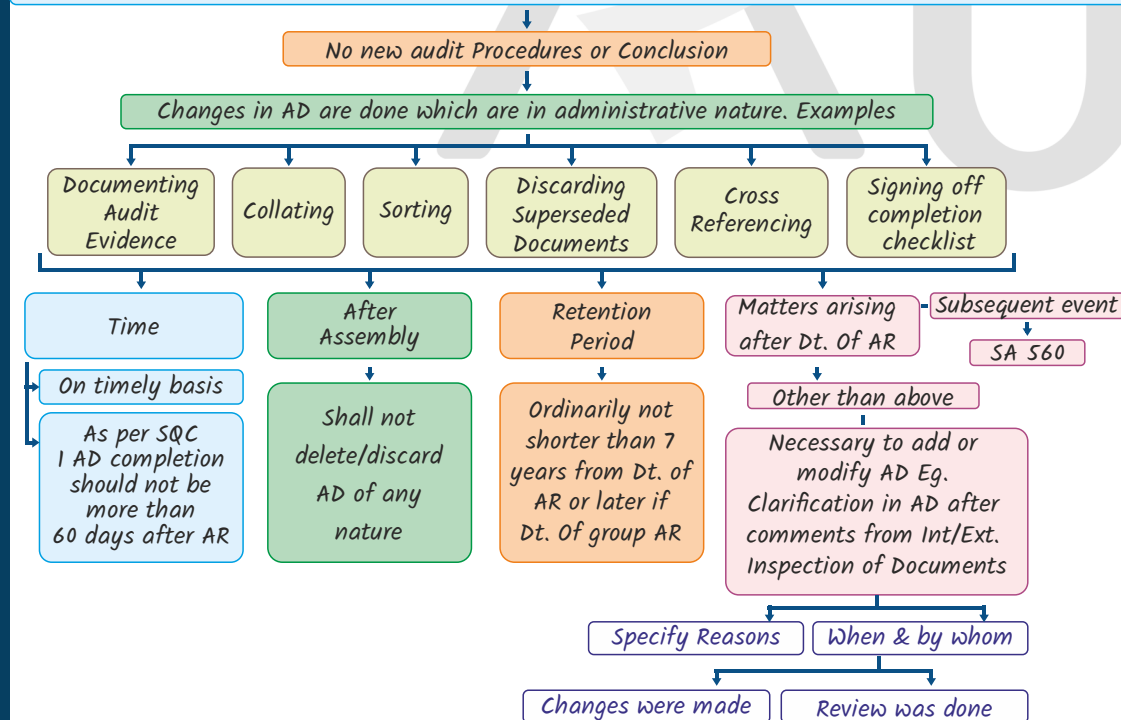 No new audit Procedures or Conclusion
Changes in AD are done which are in administrative nature. Examples
Documenting
Audit
Evidence
Collating
Sorting
Discarding
Superseded
Documents
Cross
Referencing
Signing off
completion
checklist
Time
On timely basis
As per SQC
1 AD completion
should not be
more than
60 days after AR
After
Assembly
Shall not
delete/discard
AD of any
nature
Retention
Period
Ordinarily not
shorter than 7
years from Dt. of
AR or later if
Dt. Of group AR
Matters arising
after Dt. Of AR
Subsequent event
SA 560
Other than above
Necessary to add or
modify AD Eg.
Clarification in AD after
comments from Int/Ext.
Inspection of Documents
Specify Reasons
When & by whom
Changes were made
Review was done